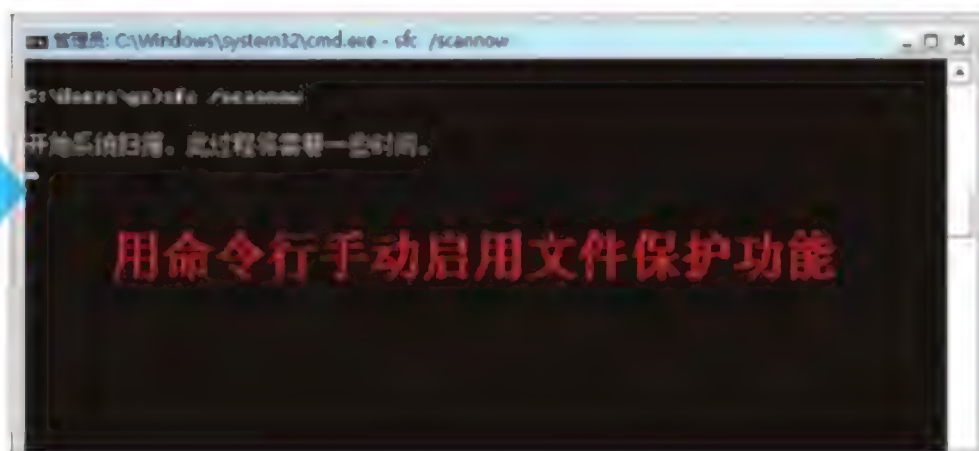 管理员: C:\Windows\system32\cmd.exe - sfc /scannow
C:\Users\gz>sfc /scannow
开始系统扫描。此过程将需要一些时间。
用命令行手动启用文件保护功能